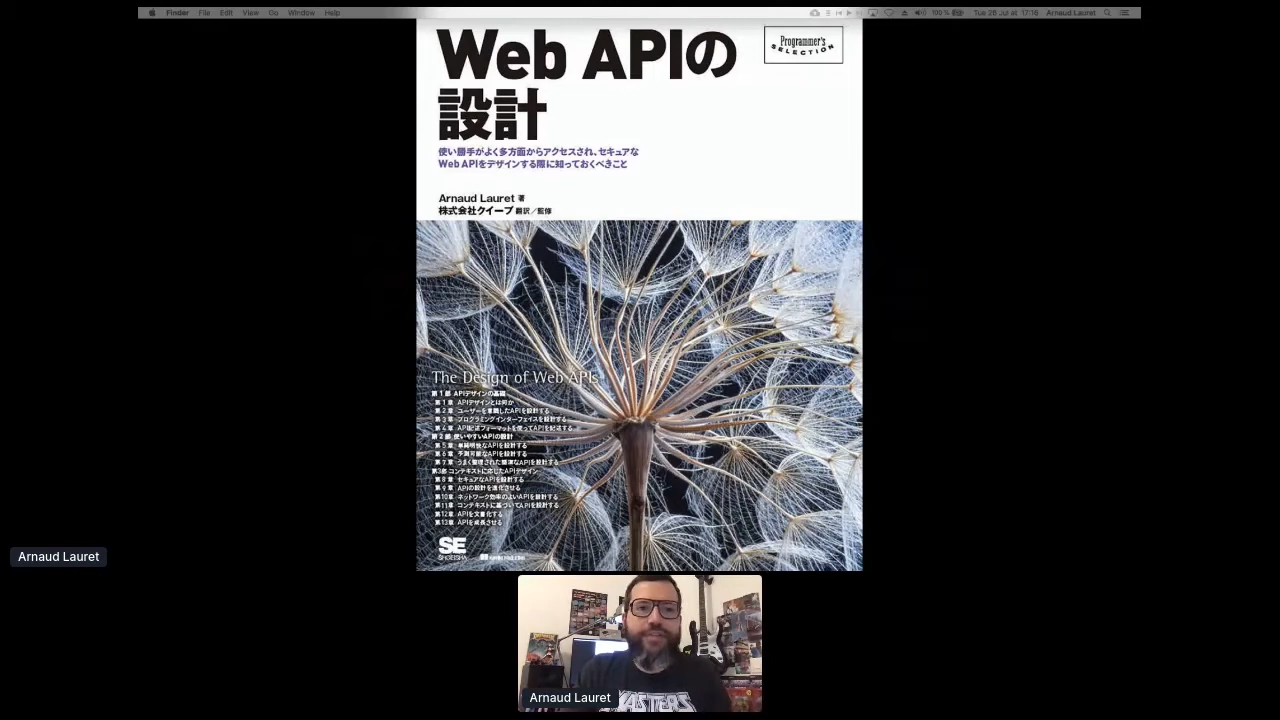 Finder File Edit View Go Window Help
100% Tue 28 Jul at 17:18 Arnaud Lauret
Web APIの
設計
Programmer's
SELECTION
使い勝手がよく多方面からアクセスされ、セキュアな
Web APIをデザインする際に知っておくべきこと
Arnaud Lauret 著
株式会社クイープ 翻訳／監修
The Design of Web APIs
第1部 APIデザインの基礎
第1章 APIデザインとは何か
第2章 ユーザーを意識したAPIを設計する
第3章 プログラミングインターフェイスを設計する
第4章 API記述フォーマットを使ってAPIを記述する
第2部 使いやすいAPIの設計
第5章 単純明快なAPIを設計する
第6章 予測可能なAPIを設計する
第7章 うまく整理された簡潔なAPIを設計する
第3部 コンテキストに応じたAPIデザイン
第8章 セキュアなAPIを設計する
第9章 APIの設計を進化させる
第10章 ネットワーク効率のよいAPIを設計する
第11章 コンテキストに基づいてAPIを設計する
第12章 APIを文書化する
第13章 APIを成長させる
SE
SHOEISHA
Arnaud Lauret
Arnaud Lauret